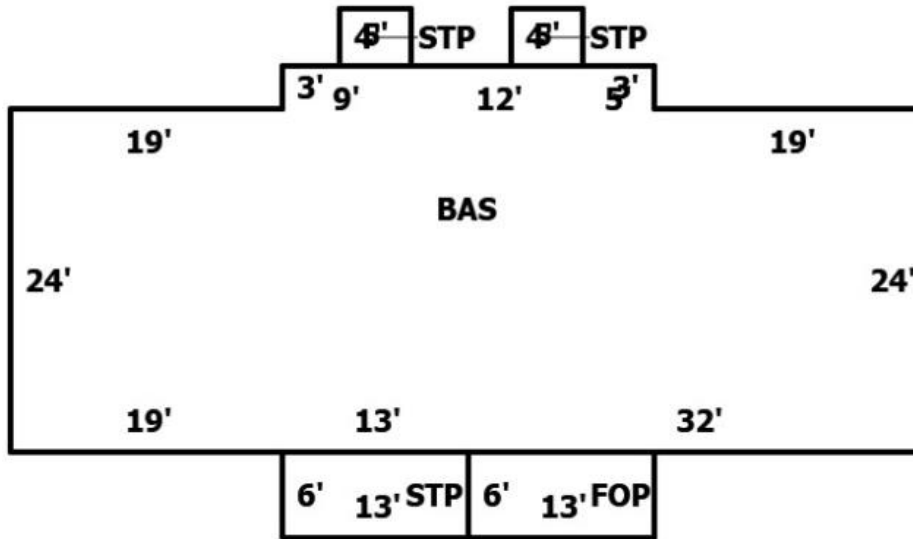 4' 5' STP 4' 5' STP
3' 9' 12' 5' 3'
19' 19'
BAS
24' 24'
19' 13' 32'
6' 13' STP 6' 13' FOP